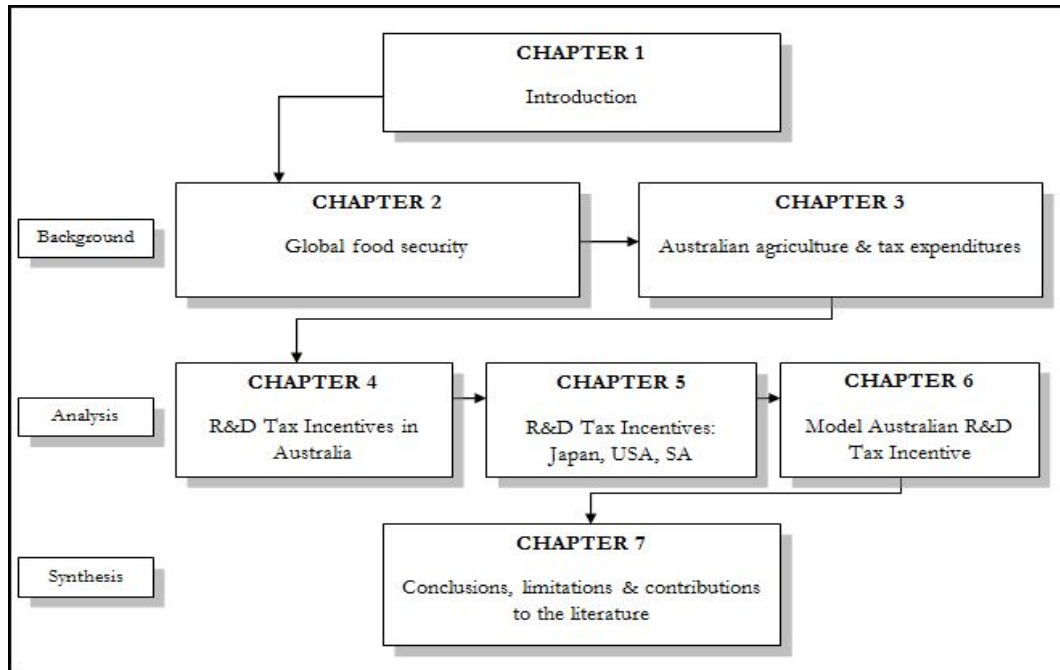 CHAPTER 1
Introduction
CHAPTER 2
Global food security
CHAPTER 3
Australian agriculture & tax expenditures
Background
CHAPTER 4
R&D Tax Incentives in
Australia
CHAPTER 5
R&D Tax Incentives:
Japan, USA, SA
CHAPTER 6
Model Australian R&D
Tax Incentive
Analysis
CHAPTER 7
Conclusions, limitations & contributions
to the literature
Synthesis